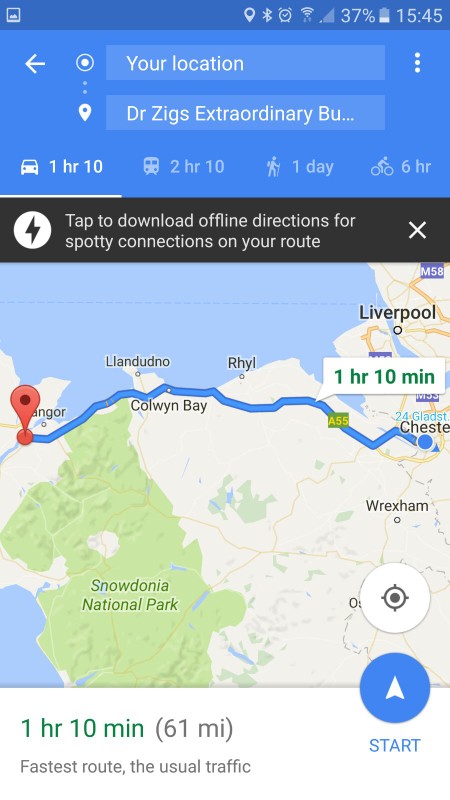 37% 15:45
Your location
Dr Zigs Extraordinary Bu...
1 hr 10
2 hr 10
1 day
6 hr
Tap to download offline directions for
spotty connections on your route
M58
Liverpool
Llandudno
Rhyl
1 hr 10 min
angor
Colwyn Bay
A55
M53
24 Gladst
Cheste
Wrexham
Snowdonia
National Park
Os
1 hr 10 min (61 mi)
START
Fastest route, the usual traffic